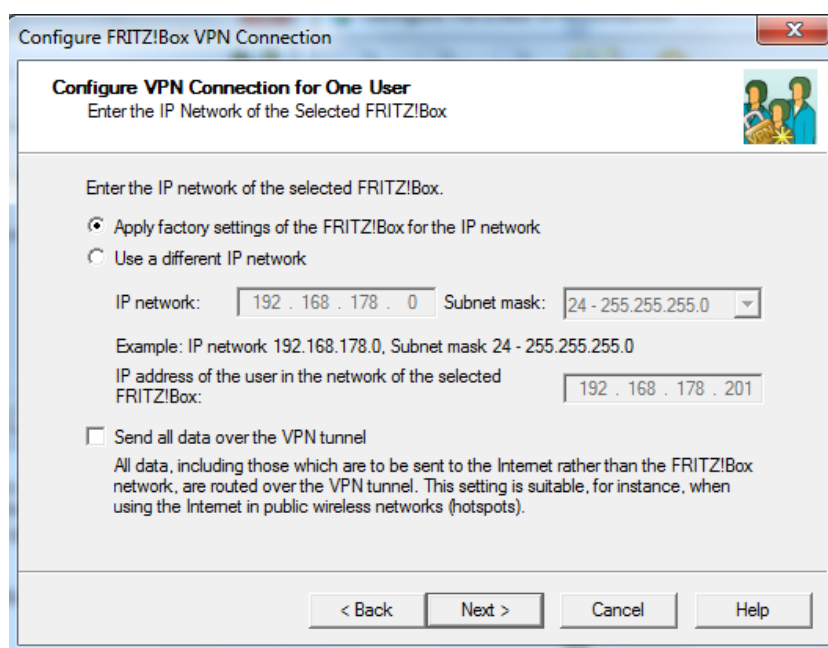 Configure FRITZ!Box VPN Connection
Configure VPN Connection for One User
Enter the IP Network of the Selected FRITZ!Box
VPN
Enter the IP network of the selected FRITZ!Box.
Apply factory settings of the FRITZ!Box for the IP network
Use a different IP network
IP network: 192 . 168 . 178 . 0 Subnet mask: 24 - 255.255.255.0
Example: IP network 192.168.178.0, Subnet mask 24 - 255.255.255.0
IP address of the user in the network of the selected
FRITZ!Box: 192 . 168 . 178 . 201
Send all data over the VPN tunnel
All data, including those which are to be sent to the Internet rather than the FRITZ!Box
network, are routed over the VPN tunnel. This setting is suitable, for instance, when
using the Internet in public wireless networks (hotspots).
< Back Next > Cancel Help